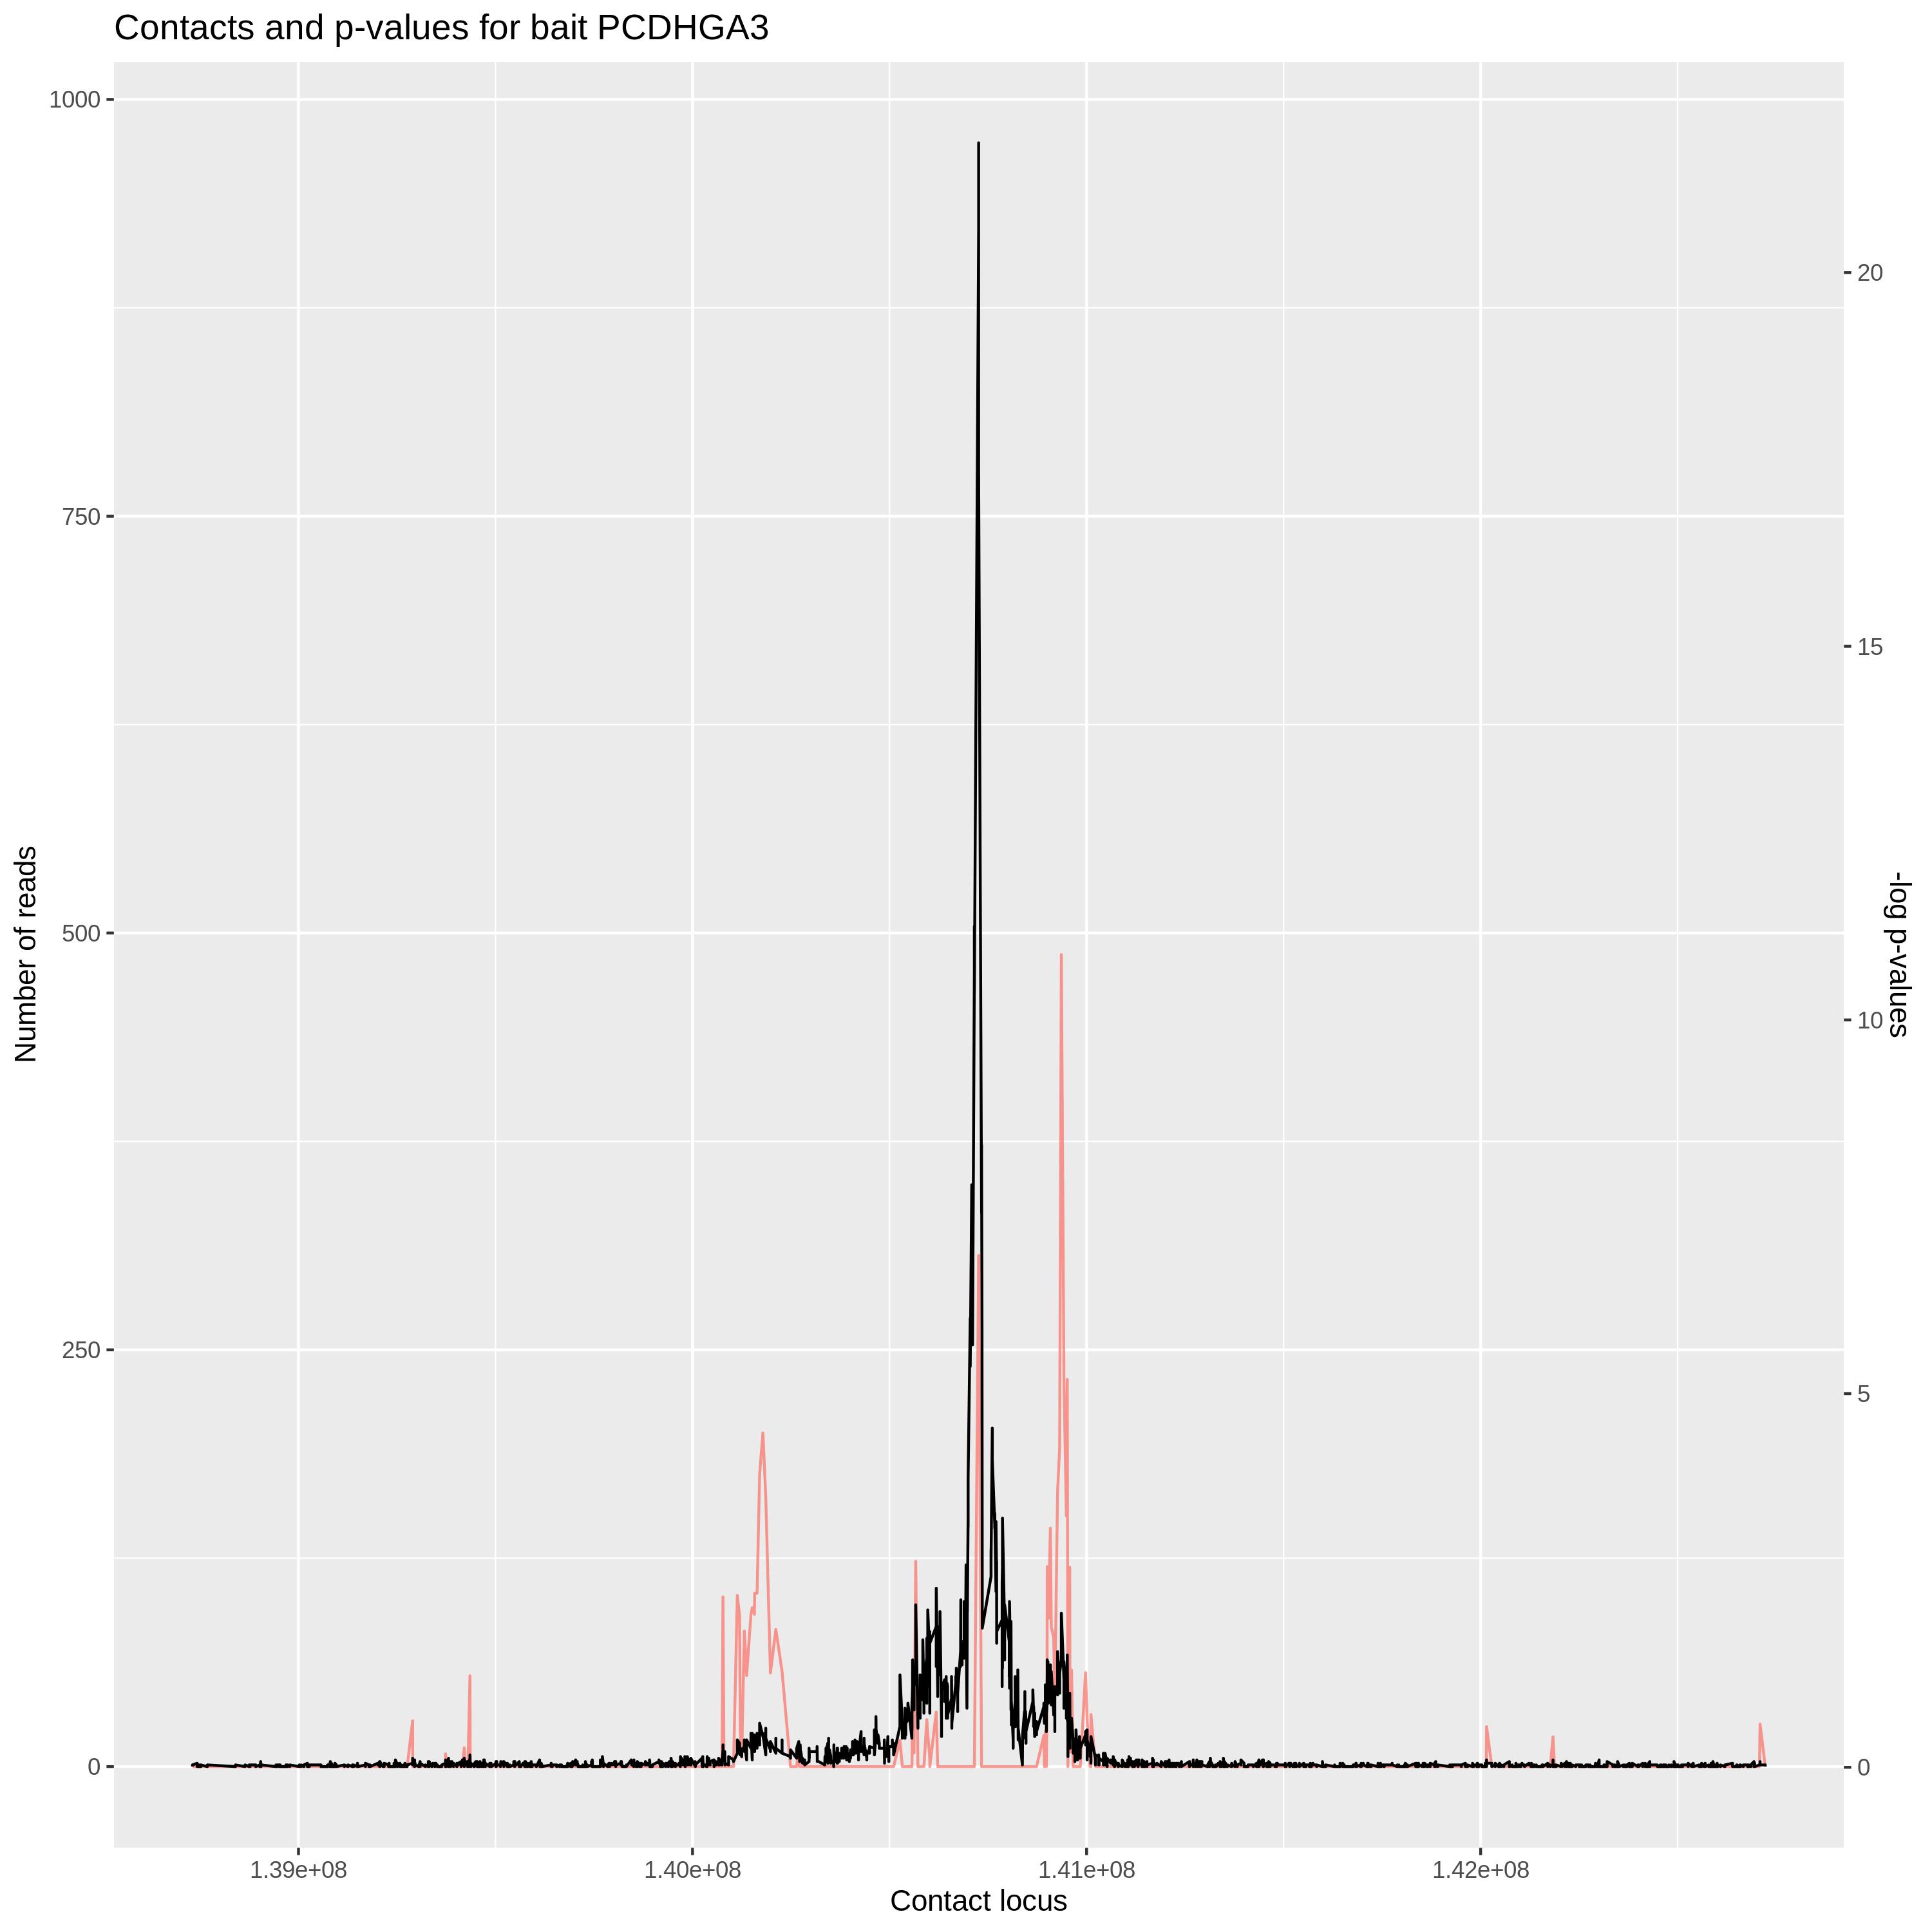 Contacts and p-values for bait PCDHGA3
1000
750
500
250
0
Number of reads
20
15
10
5
0
-log p-values
1.39e+08
1.40e+08
1.41e+08
1.42e+08
Contact locus